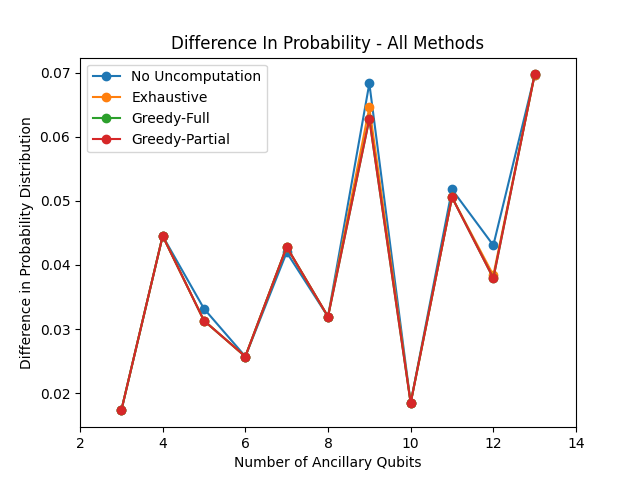 Difference In Probability - All Methods
No Uncomputation
Exhaustive
Greedy-Full
Greedy-Partial
Difference in Probability Distribution
0.07
0.06
0.05
0.04
0.03
0.02
2 4 6 8 10 12 14
Number of Ancillary Qubits